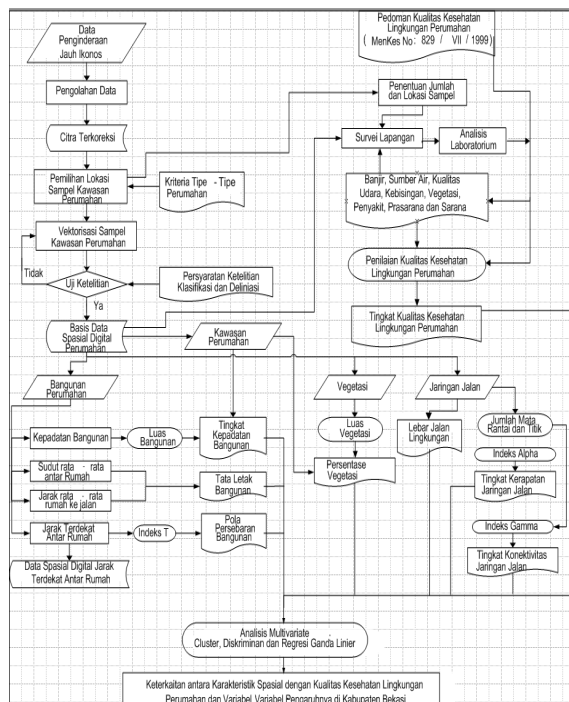 Data
Penginderaan
Jauh Ikonos
Pengolahan Data
Citra Terkoreksi
Pemilihan Lokasi
Sampel Kawasan
Perumahan
Kriteria Tipe - Tipe
Perumahan
Vektorisasi Sampel
Kawasan Perumahan
Tidak
Uji Ketelitian
Persyaratan Ketelitian
Klasifikasi dan Deliniasi
Ya
Basis Data
Spasial Digital
Perumahan
Kawasan
Perumahan
Pedoman Kualitas Kesehatan
Lingkungan Perumahan
( MenKes No : 829 / VII / 1999 )
Penentuan Jumlah
dan Lokasi Sampel
Survei Lapangan
Analisis
Laboratorium
Banjir, Sumber Air, Kualitas
Udara, Kebisingan, Vegetasi,
Penyakit, Prasarana dan Sarana
Penilaian Kualitas Kesehatan
Lingkungan Perumahan
Tingkat Kualitas Kesehatan
Lingkungan Perumahan
Bangunan
Perumahan
Vegetasi
Jaringan Jalan
Kepadatan Bangunan
Luas
Bangunan
Tingkat
Kepadatan
Bangunan
Luas
Vegetasi
Lebar Jalan
Lingkungan
Jumlah Mata
Rantai dan Titik
Sudut rata - rata
antar Rumah
Jarak rata - rata
rumah ke jalan
Tata Letak
Bangunan
Persentase
Vegetasi
Indeks Alpha
Tingkat Kerapatan
Jaringan Jalan
Jarak Terdekat
Antar Rumah
Indeks T
Pola
Persebaran
Bangunan
Indeks Gamma
Tingkat Konektivitas
Jaringan Jalan
Data Spasial Digital Jarak
Terdekat Antar Rumah
Analisis Multivariate
Cluster, Diskriminan dan Regresi Ganda Linier
Keterkaitan antara Karakteristik Spasial dengan Kualitas Kesehatan Lingkungan
Perumahan dan Variabel Variabel Pengaruhnya di Kabupaten Bekasi